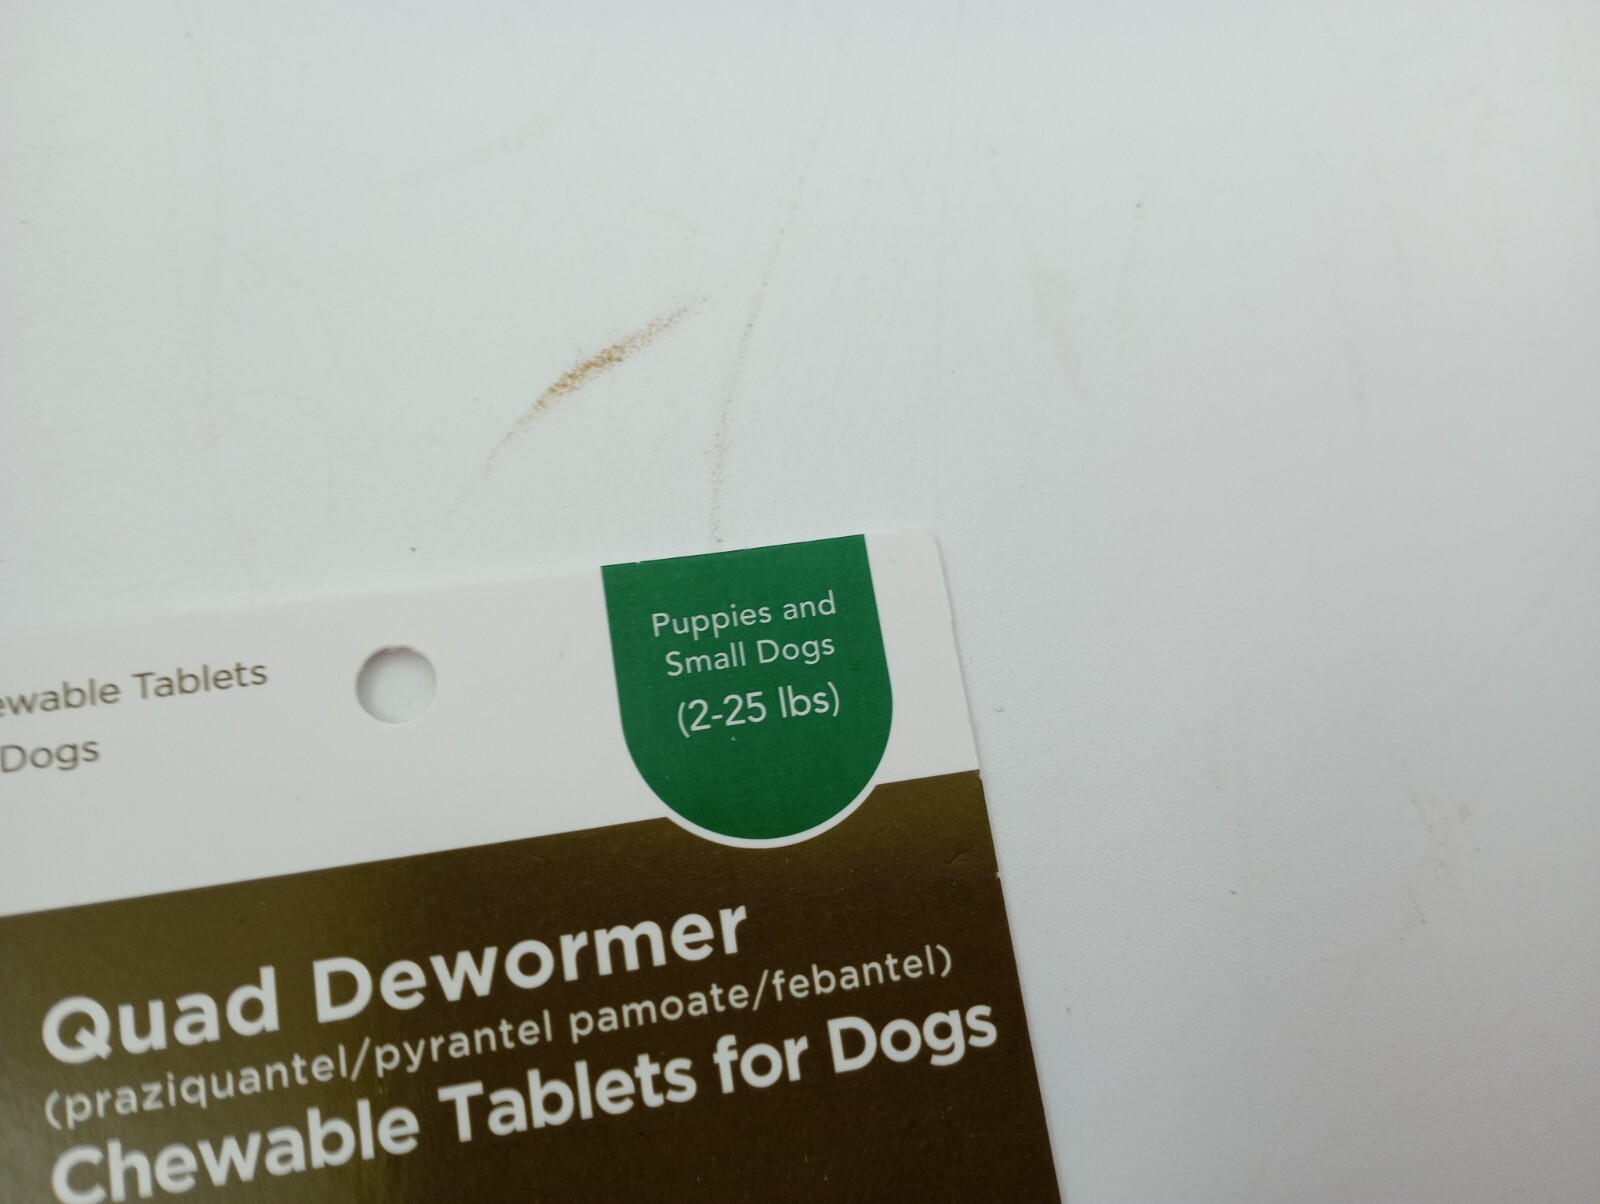 Tablets
Dogs
Puppies and
Small Dogs
(2-25 lbs)
Quad Dewormer
(praziquantel/pyrantel pamoate/febantel)
Chewable Tablets for Dogs